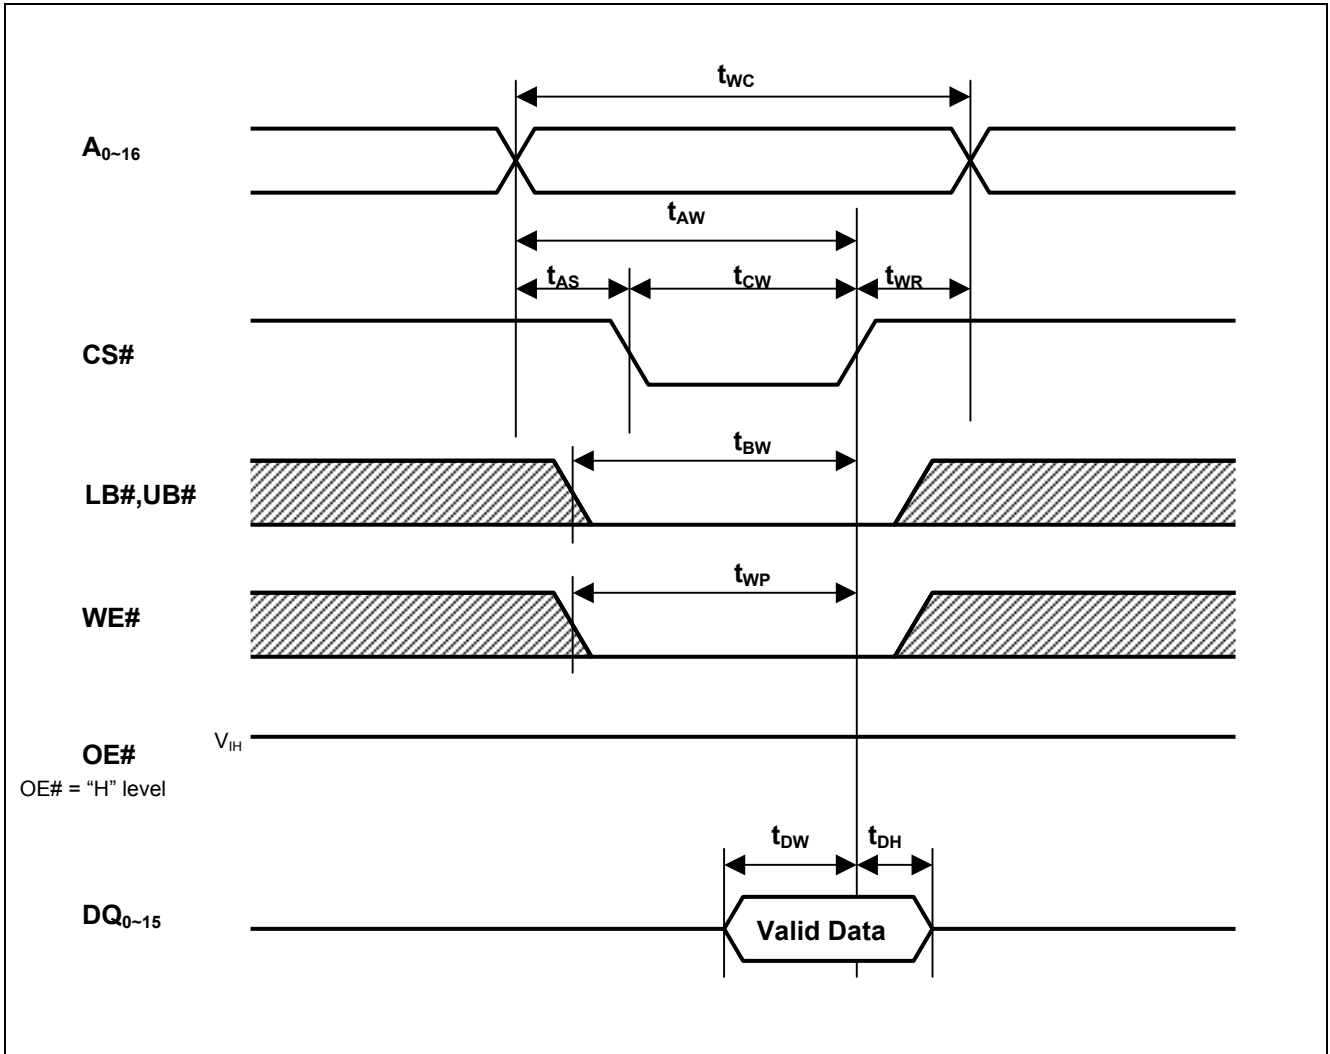 tWC
A0~16
tAW
tAS
tCW
tWR
CS#
tBW
LB#,UB#
tWP
WE#
VIH
OE#
OE# = “H” level
tDW
tDH
DQ0~15
Valid Data